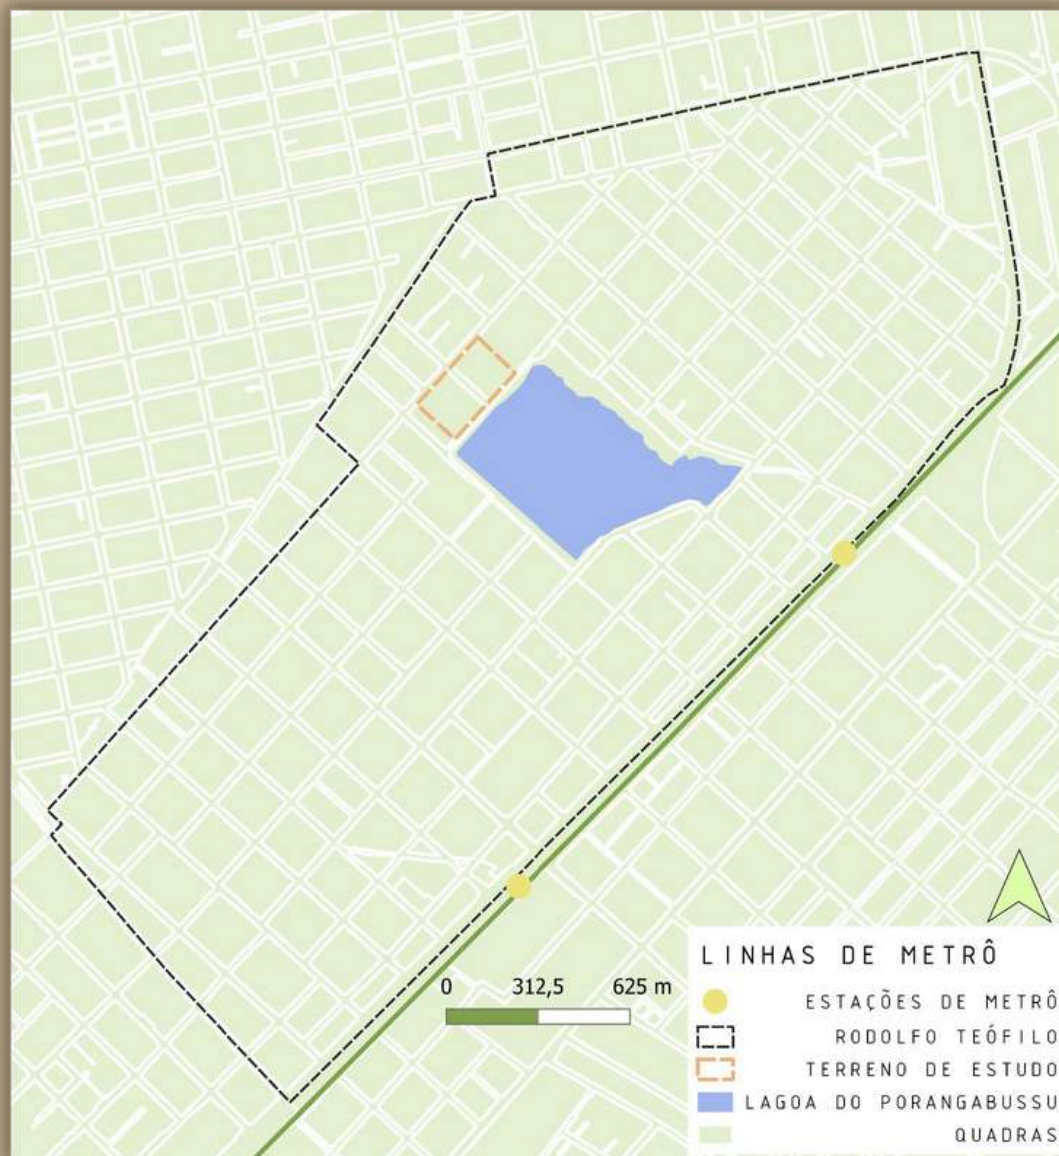 0 312,5 625 m
LINHAS DE METRÔ
ESTAÇÕES DE METRÔ
RODOLFO TEÓFILO
TERRENO DE ESTUDO
LAGOA DO PORANGABUSSU
QUADRAS